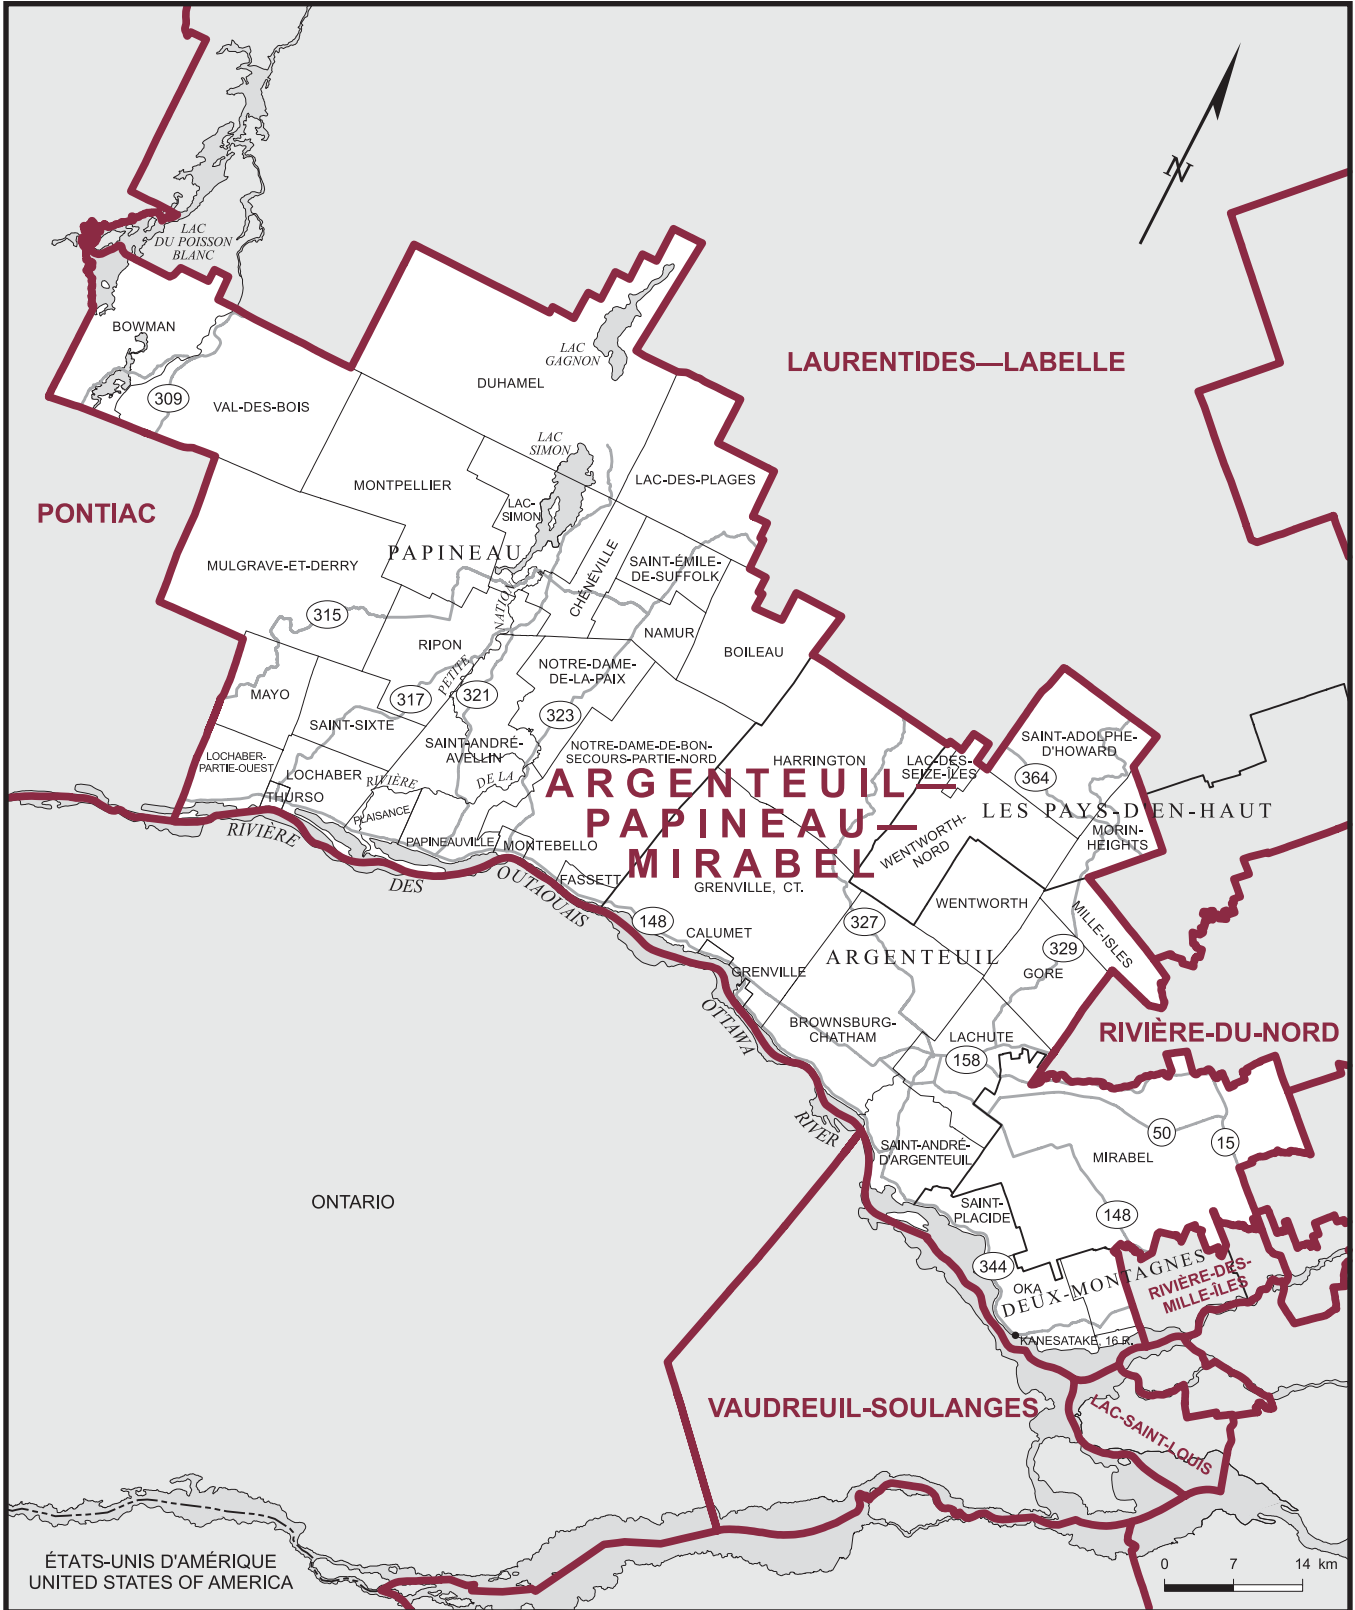 N
LAC
DU POISSON
BLANC
BOWMAN
309
VAL-DES-BOIS
LAC
GAGNON
DUHAMEL
LAURENTIDES—LABELLE
LAC
SIMON
MONTPELLIER
LAC-
SIMON
LAC-DES-PLAGES
PONTIAC
PAPINEAU
MULGRAVE-ET-DERRY
CHÉNÉVILLE
SAINT-ÉMILE-
DE-SUFFOLK
315
RIPON
NAMUR
BOILEAU
NOTRE-DAME-
DE-LA-PAIX
MAYO
317
321
323
SAINT-SIXTE
SAINT-ANDRÉ-
AVELLIN
NOTRE-DAME-DE-BON-
SECOURS-PARTIE-NORD
HARRINGTON
LAC-DES-
SEIZE-ÎLES
SAINT-ADOLPHE-
D'HOWARD
364
LOCHABER-
PARTIE-OUEST
LOCHABER
THURSO
RIVIÈRE
DE LA
PETITE
NATION
PLAISANCE
PAPINEAUVILLE
MONTEBELLO
FASSETT
ARGENTEUIL—
PAPINEAU—
MIRABEL
LES PAYS-D'EN-HAUT
MORIN-
HEIGHTS
WENTWORTH-
NORD
GRENVILLE, CT.
WENTWORTH
MILLE-ISLES
RIVIÈRE
DES
OUTAOUAIS
148
CALUMET
327
329
ARGENTEUIL
GORE
GRENVILLE
OTTAWA
RIVER
BROWNSBURG-
CHATHAM
LACHUTE
158
RIVIÈRE-DU-NORD
50
15
SAINT-ANDRÉ-
D'ARGENTEUIL
MIRABEL
ONTARIO
SAINT-
PLACIDE
148
344
OKA
DEUX-MONTAGNES
RIVIÈRE-DES-
MILLE-ÎLES
KANESATAKE, 16 R.
VAUDREUIL-SOULANGES
LAC-SAINT-LOUIS
ÉTATS-UNIS D'AMÉRIQUE
UNITED STATES OF AMERICA
0 7 14 km